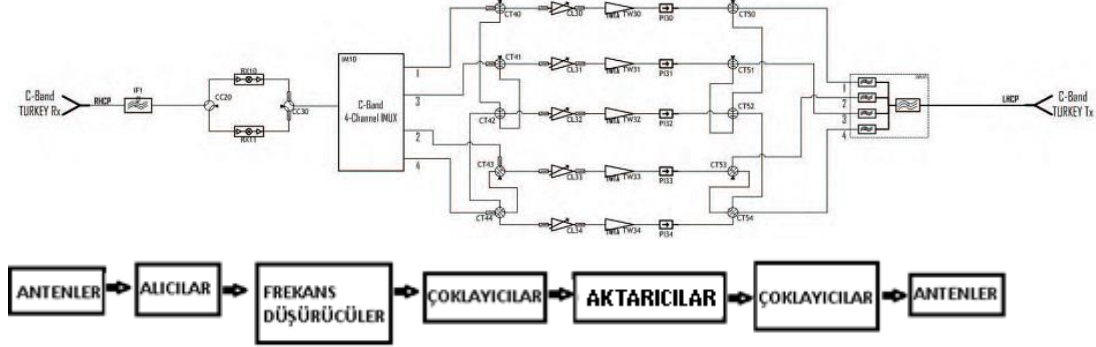 C-Band
TURKEY Rx
RHCP
IF1
CC20
RX10
RX11
CC30
IM10
C-Band
4-Channel IMUX
1
3
2
4
CT40
CL30
TW30
PI30
CT50
CT41
CL31
TW31
PI31
CT51
CT42
CL32
TW32
PI32
CT52
CT43
CL33
TW33
PI33
CT53
CT44
CL34
TW34
PI34
CT54
1
2
3
4
LHCP
C-Band
TURKEY Tx
ANTENLER
ALICILAR
FREKANS
DÜŞÜRÜCÜLER
ÇOKLAYICILAR
AKTARICILAR
ÇOKLAYICILAR
ANTENLER